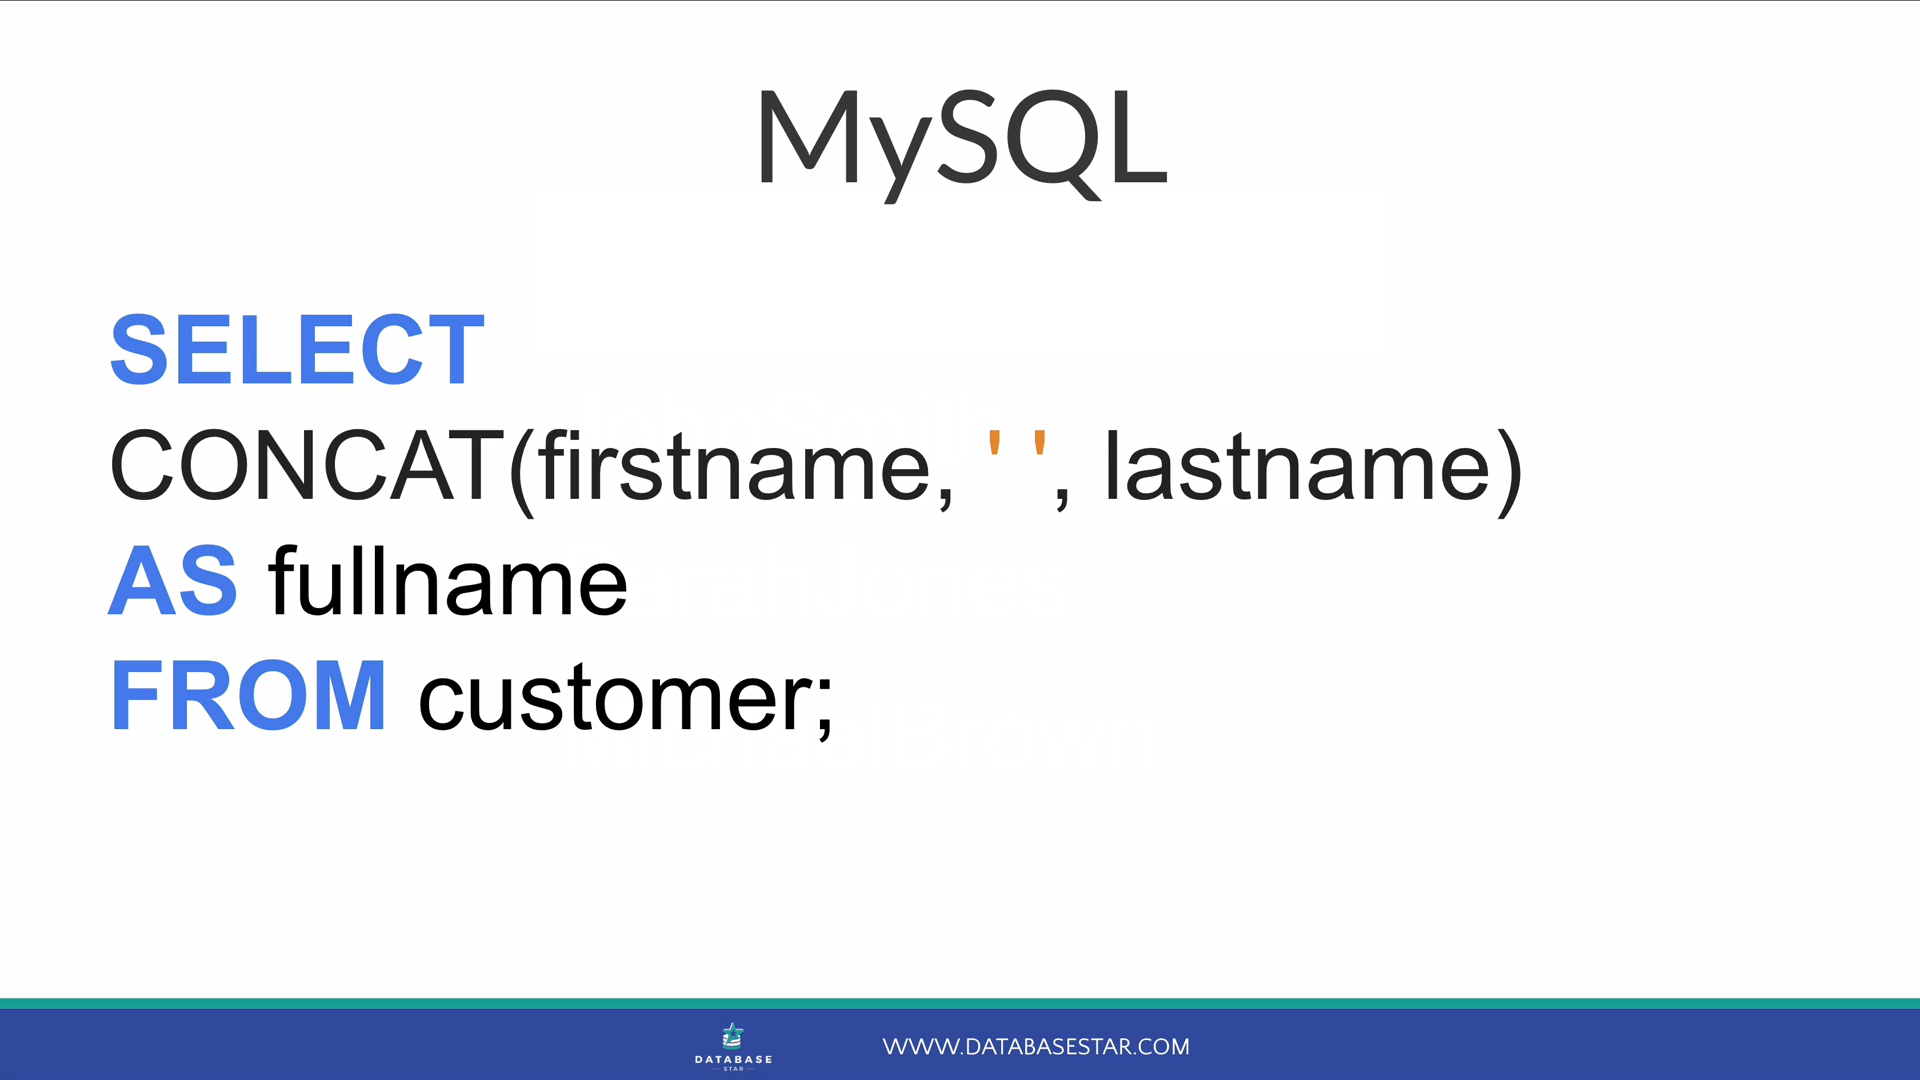 MySQL
SELECT
CONCAT(firstname, ' ', lastname)
AS fullname
FROM customer;
DATABASE
STAR
WWW.DATABASESTAR.COM